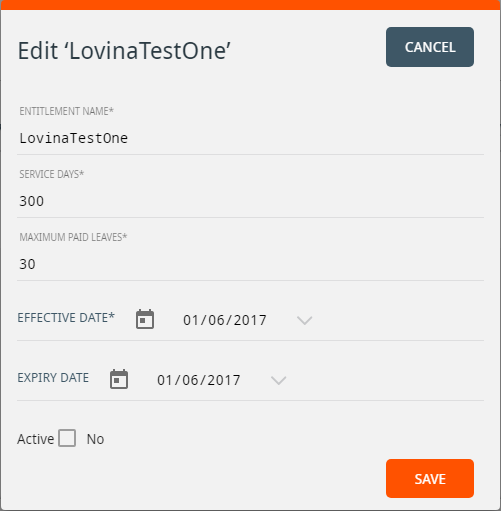 Edit ‘LovinaTestOne’
CANCEL
ENTITLEMENT NAME*
LovinaTestOne
SERVICE DAYS*
300
MAXIMUM PAID LEAVES*
30
EFFECTIVE DATE* 01/06/2017
EXPIRY DATE 01/06/2017
Active No
SAVE